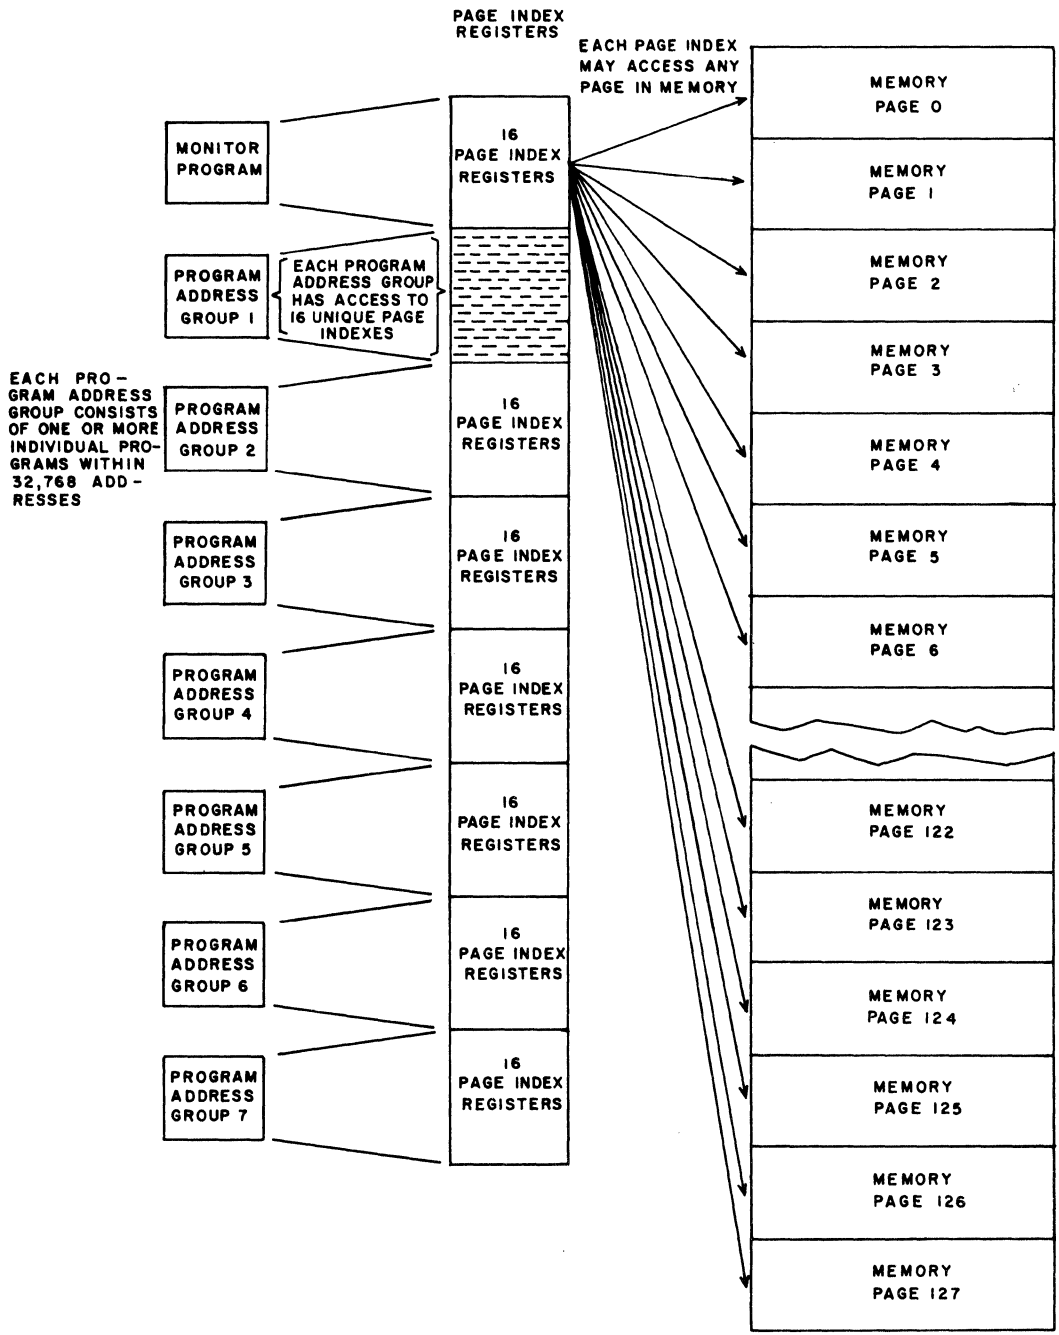 PAGE INDEX
REGISTERS
EACH PAGE INDEX
MAY ACCESS ANY
PAGE IN MEMORY
MONITOR
PROGRAM
PROGRAM
ADDRESS
GROUP 1
EACH PROGRAM
ADDRESS GROUP
HAS ACCESS TO
16 UNIQUE PAGE
INDEXES
EACH PRO-
GRAM ADDRESS
GROUP CONSISTS
OF ONE OR MORE
INDIVIDUAL PRO-
GRAMS WITHIN
32,768 ADD-
RESSES
PROGRAM
ADDRESS
GROUP 2
PROGRAM
ADDRESS
GROUP 3
PROGRAM
ADDRESS
GROUP 4
PROGRAM
ADDRESS
GROUP 5
PROGRAM
ADDRESS
GROUP 6
PROGRAM
ADDRESS
GROUP 7
16
PAGE INDEX
REGISTERS
16
PAGE INDEX
REGISTERS
16
PAGE INDEX
REGISTERS
16
PAGE INDEX
REGISTERS
16
PAGE INDEX
REGISTERS
16
PAGE INDEX
REGISTERS
16
PAGE INDEX
REGISTERS
MEMORY
PAGE 0
MEMORY
PAGE 1
MEMORY
PAGE 2
MEMORY
PAGE 3
MEMORY
PAGE 4
MEMORY
PAGE 5
MEMORY
PAGE 6
MEMORY
PAGE 122
MEMORY
PAGE 123
MEMORY
PAGE 124
MEMORY
PAGE 125
MEMORY
PAGE 126
MEMORY
PAGE 127